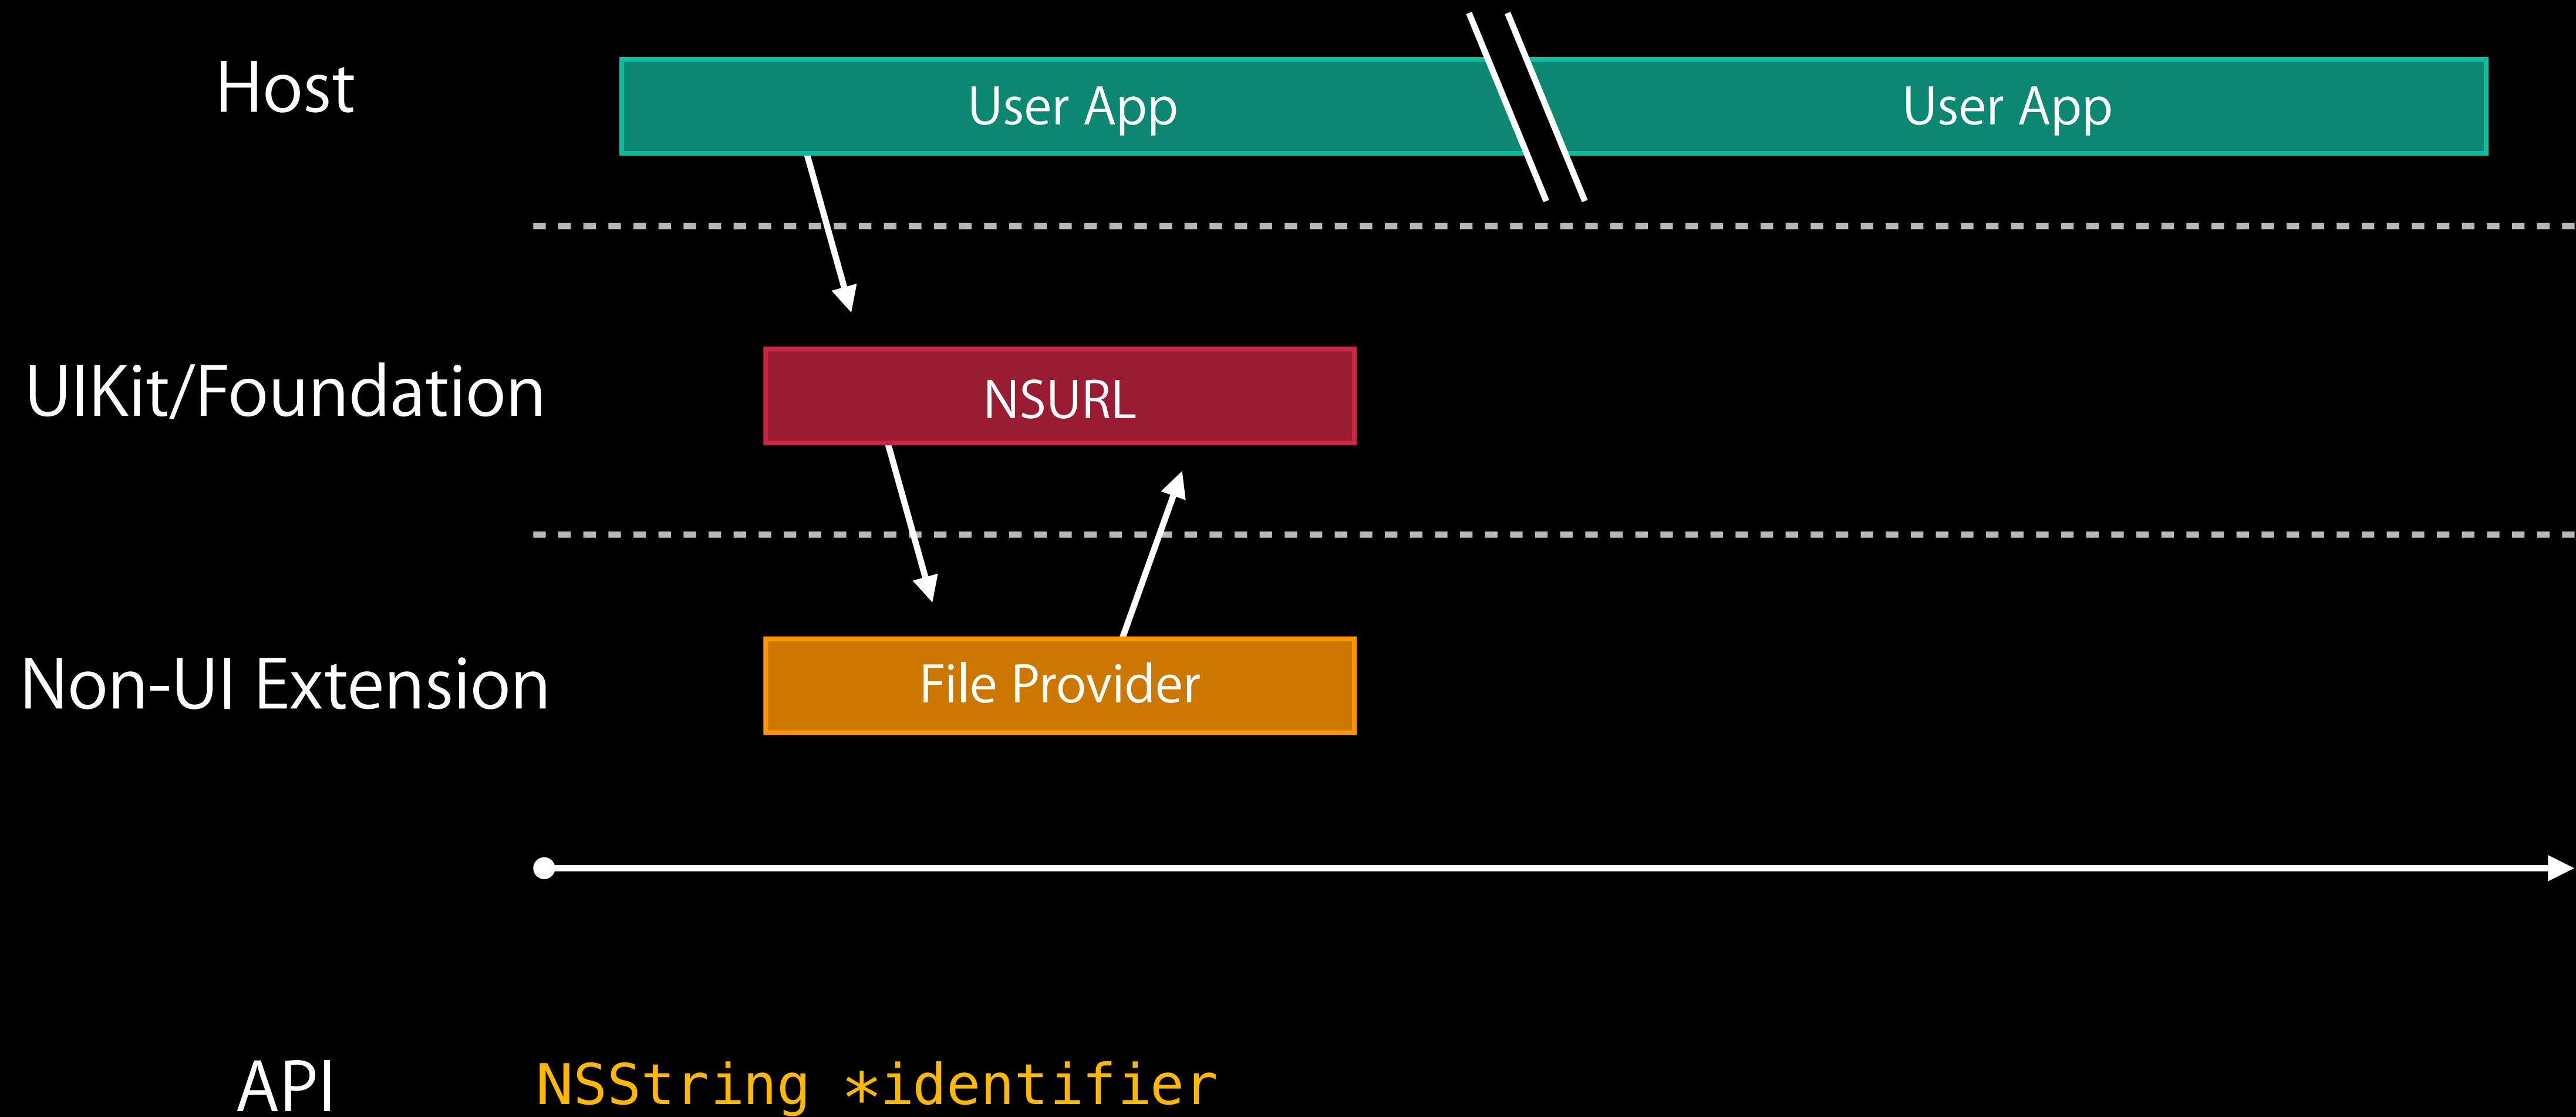 Host
User App
User App
UIKit/Foundation
NSURL
Non-UI Extension
File Provider
API
NSString *identifier